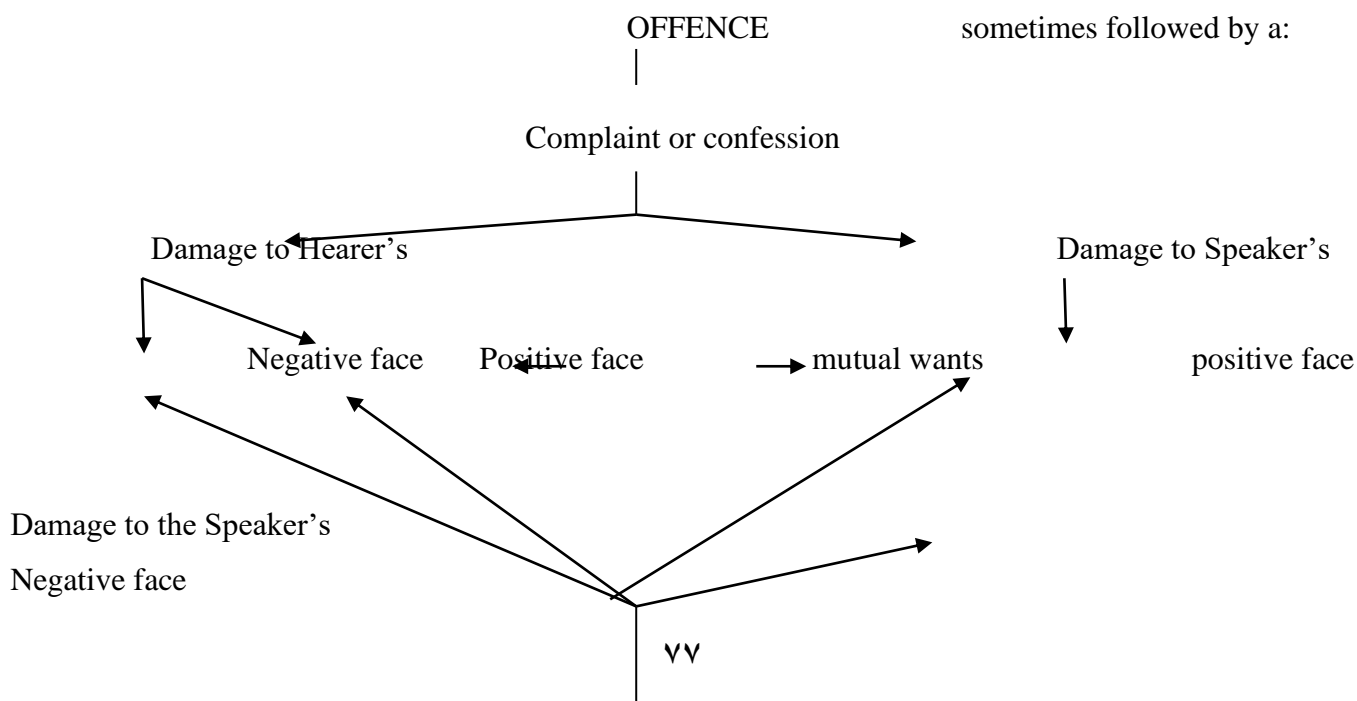 OFFENCE sometimes followed by a:
Complaint or confession
Damage to Hearer’s Damage to Speaker’s
Negative face Positive face mutual wants positive face
Damage to the Speaker’s
Negative face
٧٧